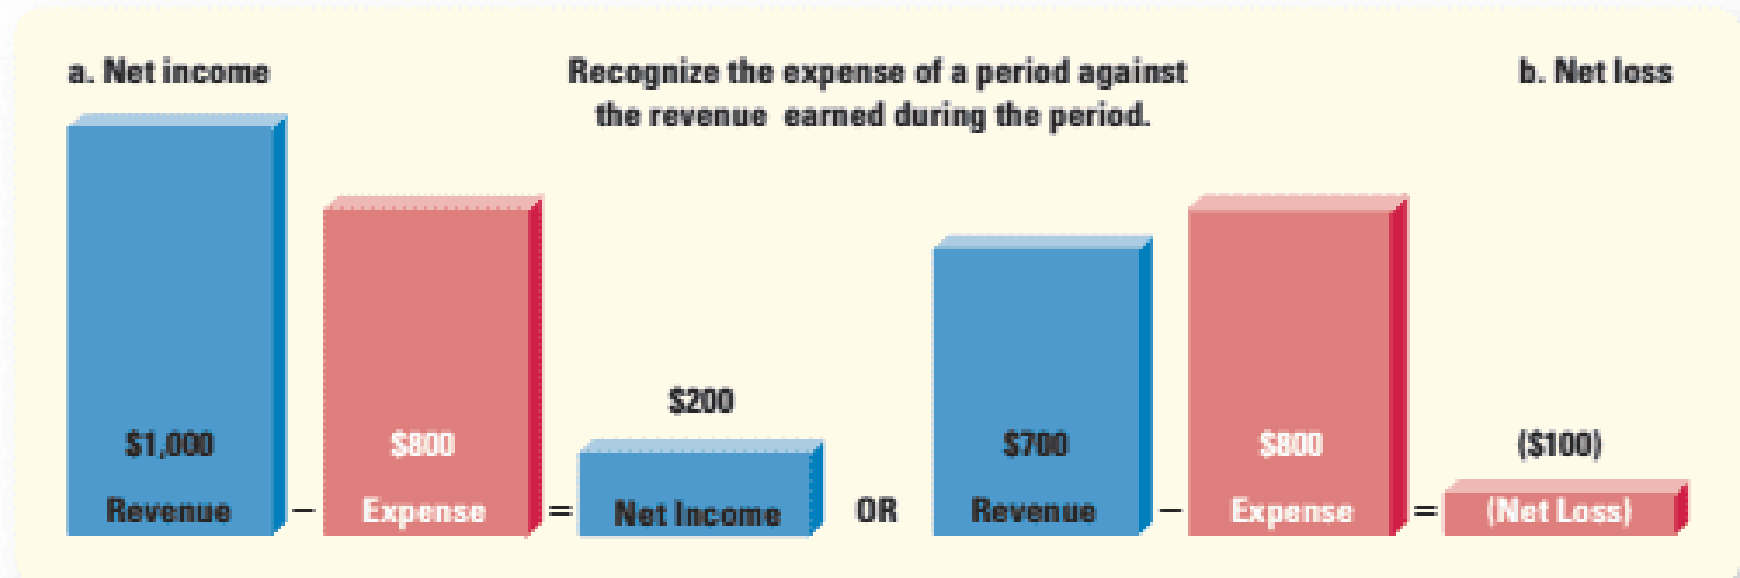 a. Net income
Recognize the expense of a period against
the revenue earned during the period.
b. Net loss
$1,000
Revenue
–
$800
Expense
=
$200
Net Income
OR
$700
Revenue
–
$800
Expense
=
($100)
(Net Loss)